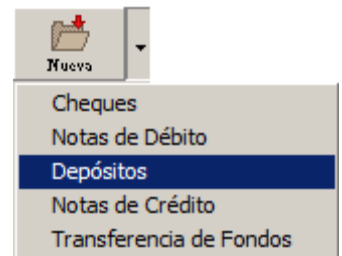 Nueva
Cheques
Notas de Débito
Depósitos
Notas de Crédito
Transferencia de Fondos